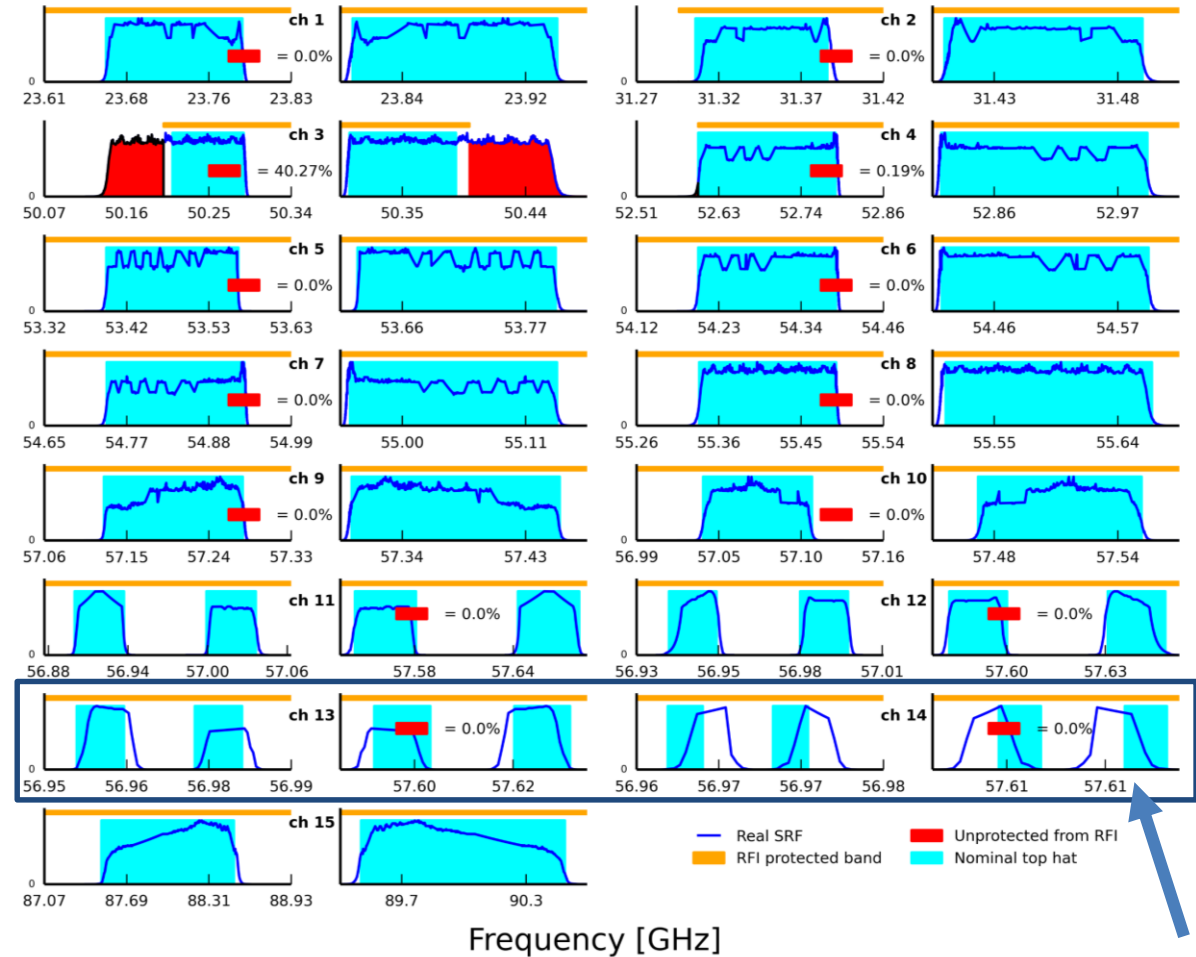 ch 1
ch 2
= 0.0%
= 0.0%
0
0
23.61 23.68 23.76 23.83 23.84 23.92
31.27 31.32 31.37 31.42 31.43 31.48
ch 3
ch 4
= 40.27%
= 0.19%
0
0
50.07 50.16 50.25 50.34 50.35 50.44
52.51 52.63 52.74 52.86 52.86 52.97
ch 5
ch 6
= 0.0%
= 0.0%
0
0
53.32 53.42 53.53 53.63 53.66 53.77
54.12 54.23 54.34 54.46 54.46 54.57
ch 7
ch 8
= 0.0%
= 0.0%
0
0
54.65 54.77 54.88 54.99 55.00 55.11
55.26 55.36 55.45 55.54 55.55 55.64
ch 9
ch 10
= 0.0%
= 0.0%
0
0
57.06 57.15 57.24 57.33 57.34 57.43
56.99 57.05 57.10 57.16 57.48 57.54
ch 11
ch 12
= 0.0%
= 0.0%
0
0
56.88 56.94 57.00 57.06 57.58 57.64
56.93 56.95 56.98 57.01 57.60 57.63
ch 13
ch 14
= 0.0%
= 0.0%
0
0
56.95 56.96 56.98 56.99 57.60 57.62
56.96 56.97 56.97 56.98 57.61 57.61
ch 15
0
87.07 87.69 88.31 88.93 89.7 90.3
Real SRF
Unprotected from RFI
RFI protected band
Nominal top hat
Frequency [GHz]